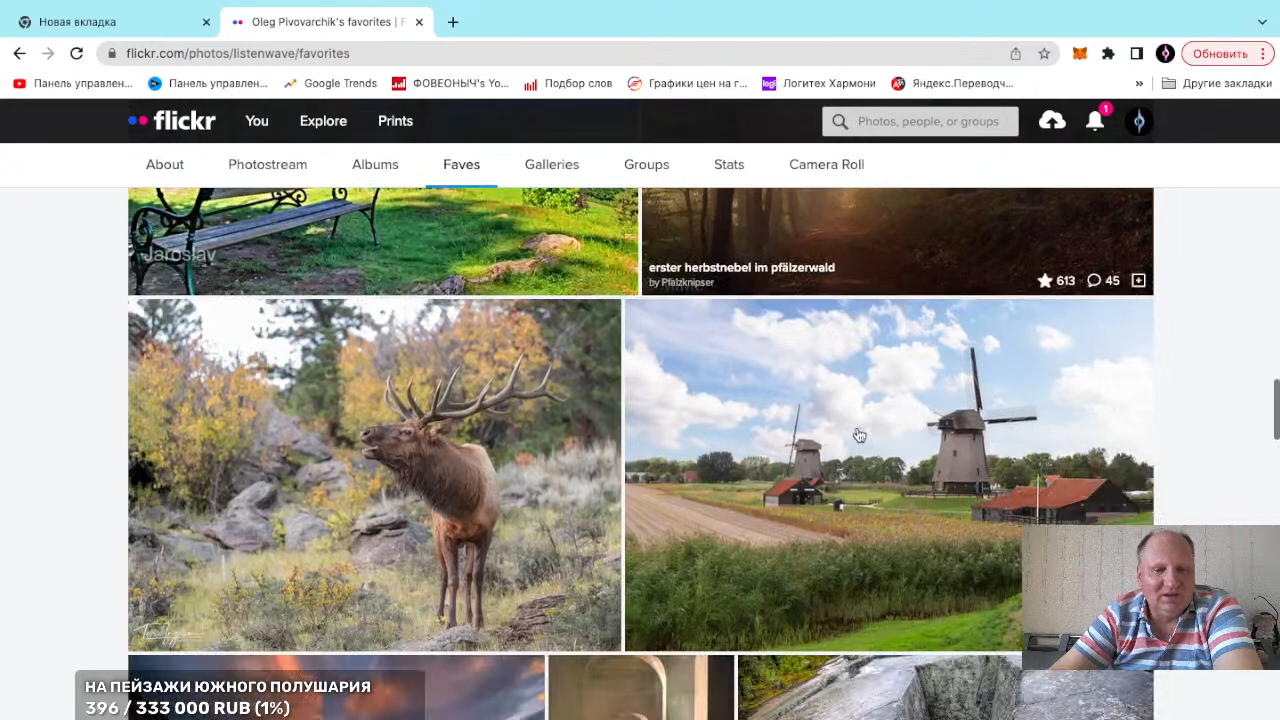 Новая вкладка
Oleg Pivovarchik's favorites | F
flickr.com/photos/listenwave/favorites
Обновить
Панель управлен...
Панель управлен...
Google Trends
ФОВЕОНЫЧ's Yo...
Подбор слов
Графики цен на г...
Логитех Хармони
Яндекс.Переводч...
»
Другие закладки
flickr
You
Explore
Prints
Photos, people, or groups
1
About
Photostream
Albums
Faves
Galleries
Groups
Stats
Camera Roll
Jaroslav
erster herbstnebel im pfälzerwald
by Pfalzknipser
613
45
НА ПЕЙЗАЖИ ЮЖНОГО ПОЛУШАРИЯ
396 / 333 000 RUB (1%)